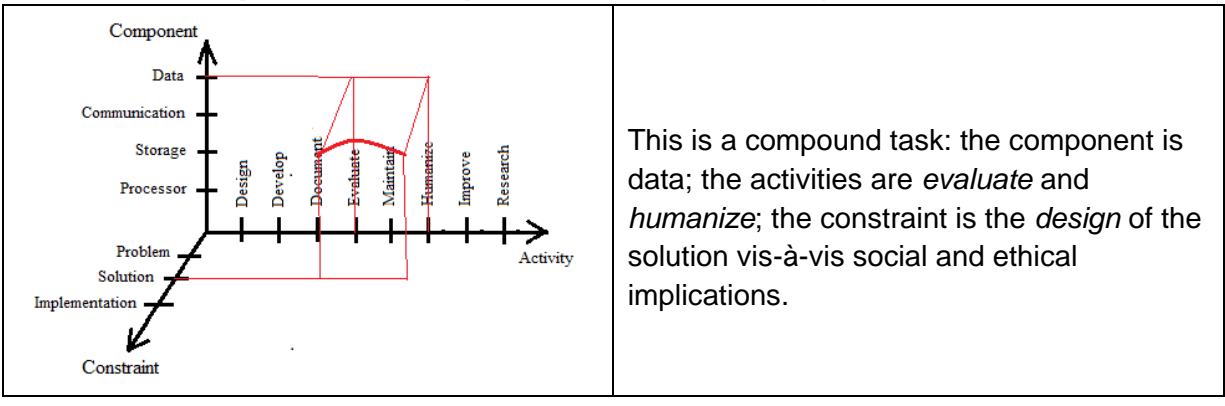 Component
Data
Communication
Storage
Processor
Design
Develop
Document
Evaluate
Maintain
Humanize
Improve
Research
Activity
Problem
Solution
Implementation
Constraint
This is a compound task: the component is
data; the activities are evaluate and
humanize; the constraint is the design of the
solution vis-à-vis social and ethical
implications.